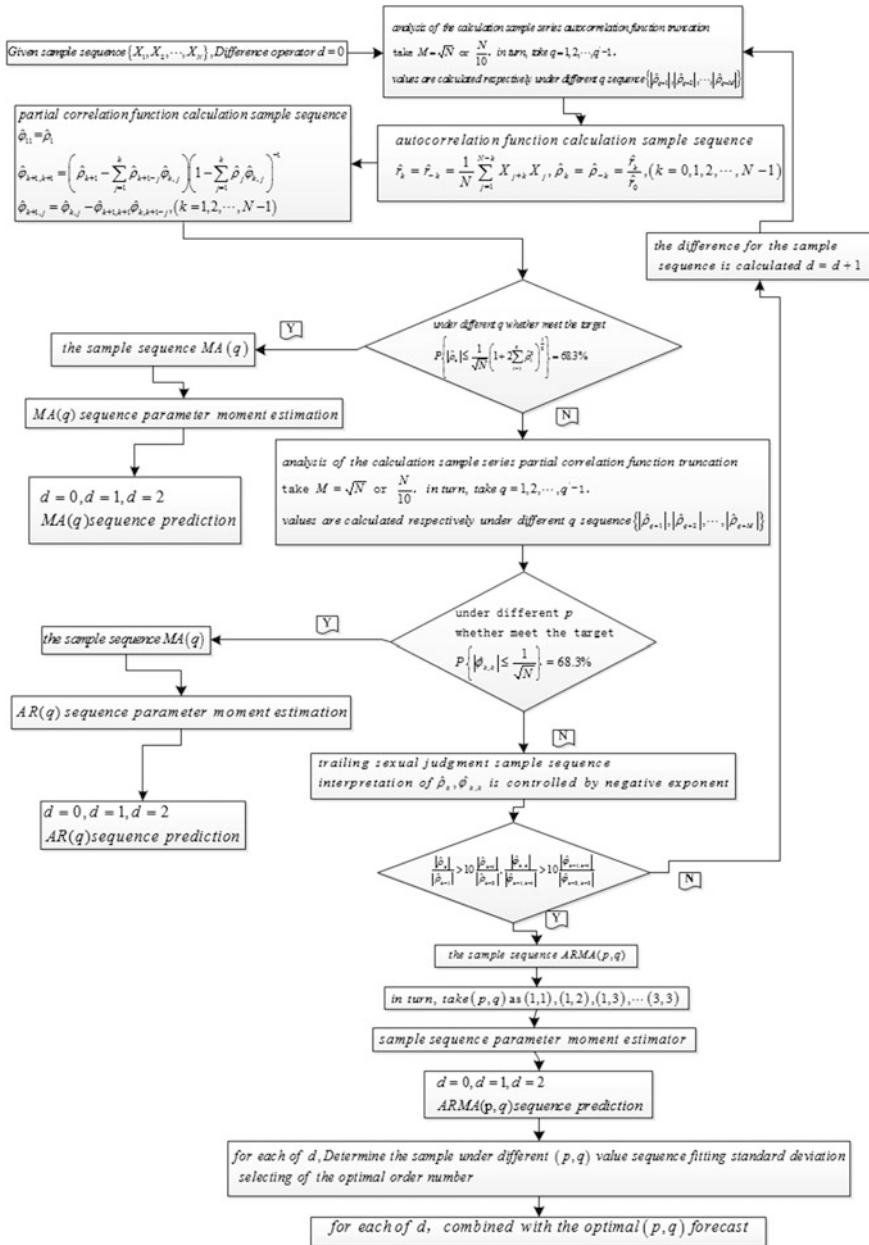 Given sample sequence {X₁, X₂, ⋯, X_N}, Difference operator d = 0
analysis of the calculation sample series autocorrelation function truncation
take M = √N or N/10. in turn, take q = 1,2,⋯,q'-1.
values are calculated respectively under different q sequence {|ρ̂_{q+1}|,|ρ̂_{q+2}|,⋯,|ρ̂_{q+M}|}
autocorrelation function calculation sample sequence
r̂_k = r̂_{-k} = 1/N ∑_{j=1}^{N-k} X_{j+k} X_j, ρ̂_k = ρ̂_{-k} = r̂_k/r̂_0, (k = 0,1,2,⋯, N-1)
partial correlation function calculation sample sequence
φ̂_{11} = ρ̂_1
φ̂_{k+1,k+1} = (ρ̂_{k+1} - ∑_{j=1}^{k} ρ̂_{k+1-j} φ̂_{k,j})(1 - ∑_{j=1}^{k} ρ̂_j φ̂_{k,j})^{-1}
φ̂_{k+1,j} = φ̂_{k,j} - φ̂_{k+1,k+1} φ̂_{k,k+1-j}, (k = 1,2,⋯, N-1)
the difference for the sample
sequence is calculated d = d + 1
under different q whether meet the target
Y
the sample sequence MA(q)
MA(q) sequence parameter moment estimation
d = 0, d = 1, d = 2
MA(q)sequence prediction
N
analysis of the calculation sample series partial correlation function truncation
take M = √N or N/10. in turn, take q = 1,2,⋯,q'-1.
values are calculated respectively under different q sequence {|ρ̂_{q+1}|,|ρ̂_{q+2}|,⋯,|ρ̂_{q+M}|}
under different p
whether meet the target
P{|φ̂_{k,k}| ≤ 1/√N} = 68.3%
Y
the sample sequence MA(q)
AR(q) sequence parameter moment estimation
d = 0, d = 1, d = 2
AR(q)sequence prediction
N
trailing sexual judgment sample sequence
interpretation of ρ̂_k, φ̂_{k,k} is controlled by negative exponent
N
Y
the sample sequence ARMA(p,q)
in turn, take (p,q) as (1,1),(1,2),(1,3),⋯(3,3)
sample sequence parameter moment estimator
d = 0, d = 1, d = 2
ARMA(p,q)sequence prediction
for each of d, Determine the sample under different (p,q) value sequence fitting standard deviation
selecting of the optimal order number
for each of d, combined with the optimal (p,q) forecast